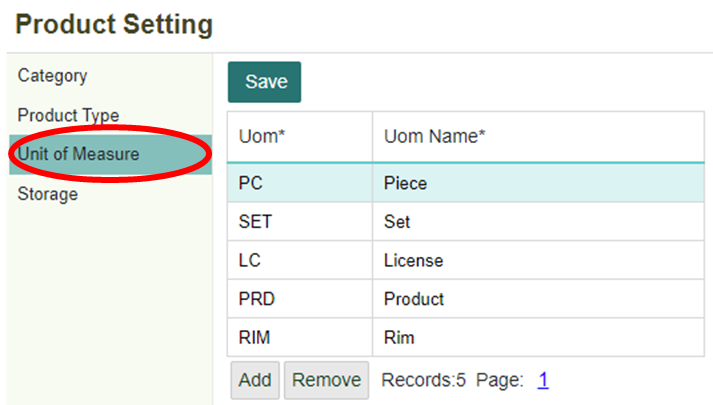 Product Setting
Category
Product Type
Unit of Measure
Storage
Save
Uom* Uom Name*
PC Piece
SET Set
LC License
PRD Product
RIM Rim
Add Remove Records:5 Page: 1